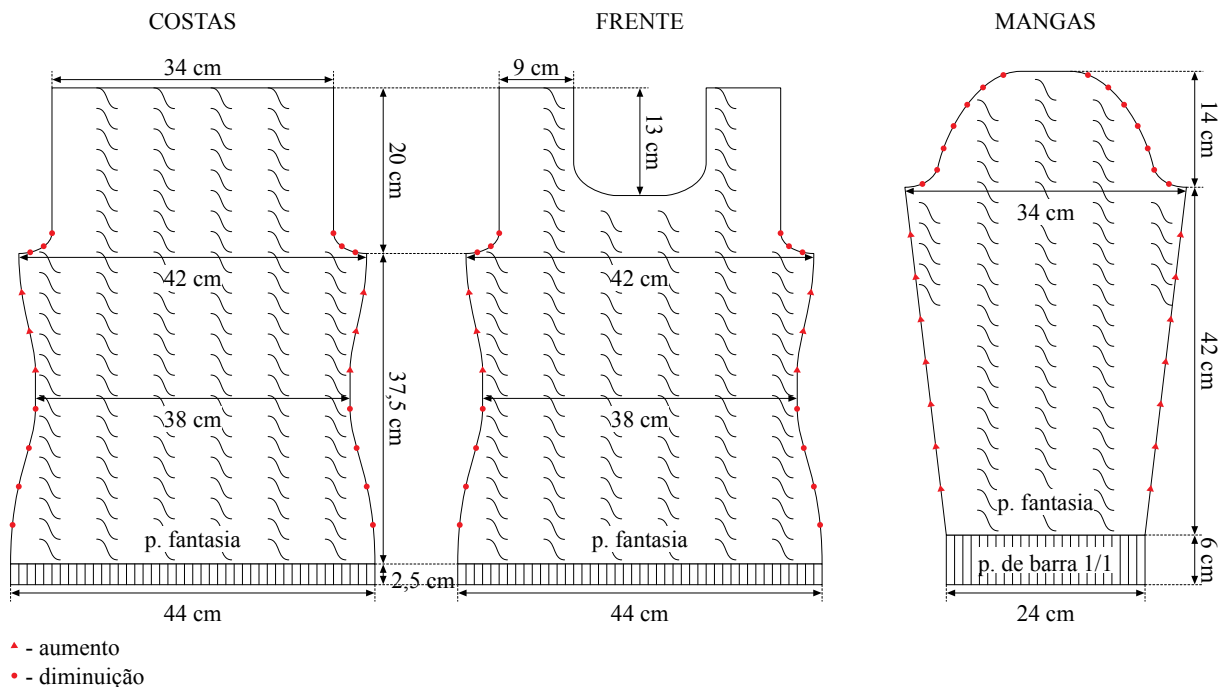 COSTAS
FRENTE
MANGAS
34 cm
9 cm
13 cm
14 cm
20 cm
34 cm
42 cm
42 cm
37,5 cm
42 cm
38 cm
38 cm
p. fantasia
p. fantasia
p. fantasia
p. de barra 1/1
6 cm
2,5 cm
44 cm
44 cm
24 cm
- aumento
- diminuição